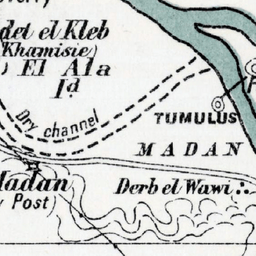 det el Kleb
Khamisie)
) El Ala
Id
Dry channel
TUMULUS
MADAN
Madan
Derb el Wawi
Post)